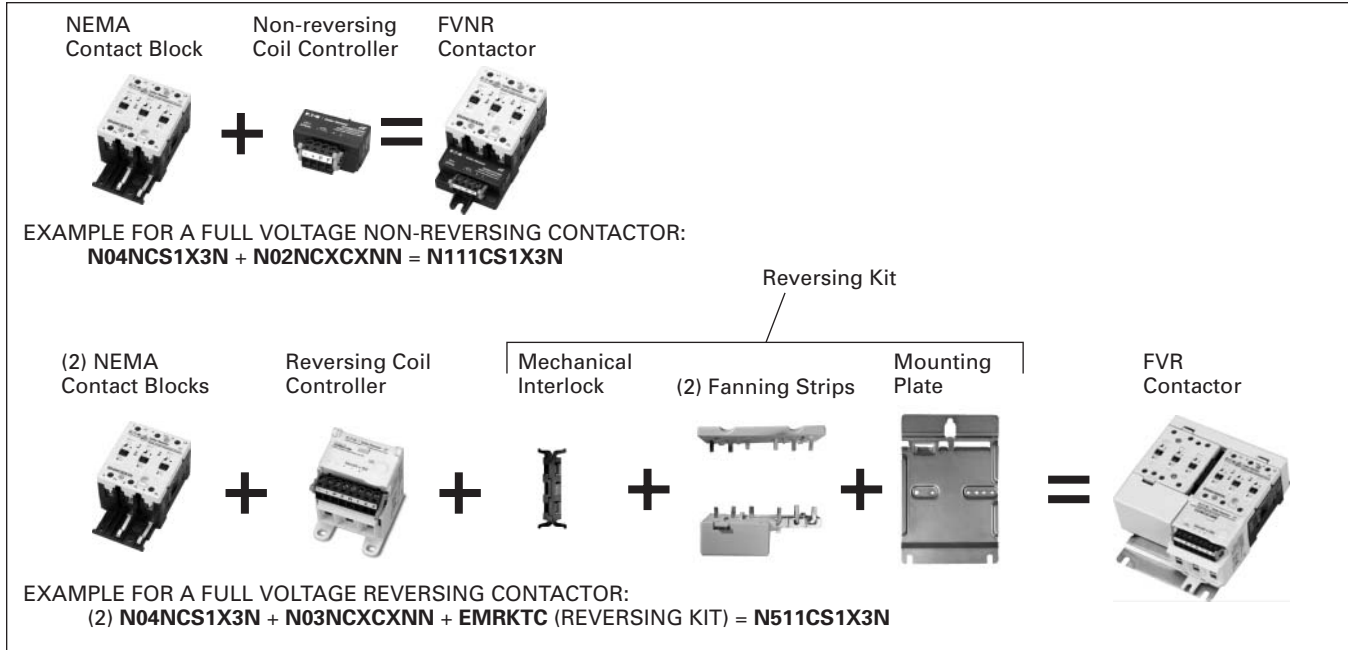 NEMA
Contact Block
Non-reversing
Coil Controller
FVNR
Contactor
EXAMPLE FOR A FULL VOLTAGE NON-REVERSING CONTACTOR:
N04NCS1X3N + N02NCXCXNN = N111CS1X3N
Reversing Kit
(2) NEMA
Contact Blocks
Reversing Coil
Controller
Mechanical
Interlock
(2) Fanning Strips
Mounting
Plate
FVR
Contactor
EXAMPLE FOR A FULL VOLTAGE REVERSING CONTACTOR:
(2) N04NCS1X3N + N03NCXCXNN + EMRKTC (REVERSING KIT) = N511CS1X3N